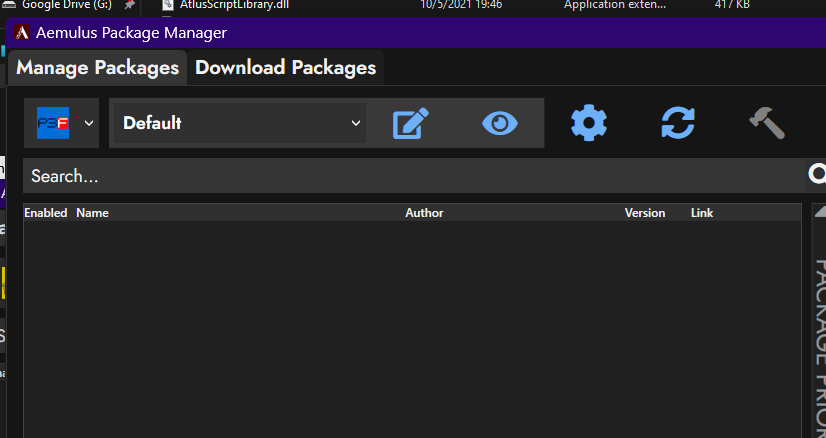 Google Drive (G:) AtlusScriptLibrary.dll 10/5/2021 19:46 Application exten... 417 KB
Aemulus Package Manager
Manage Packages Download Packages
P3F Default
Search...
Enabled Name Author Version Link
PACKAGE PRIOR